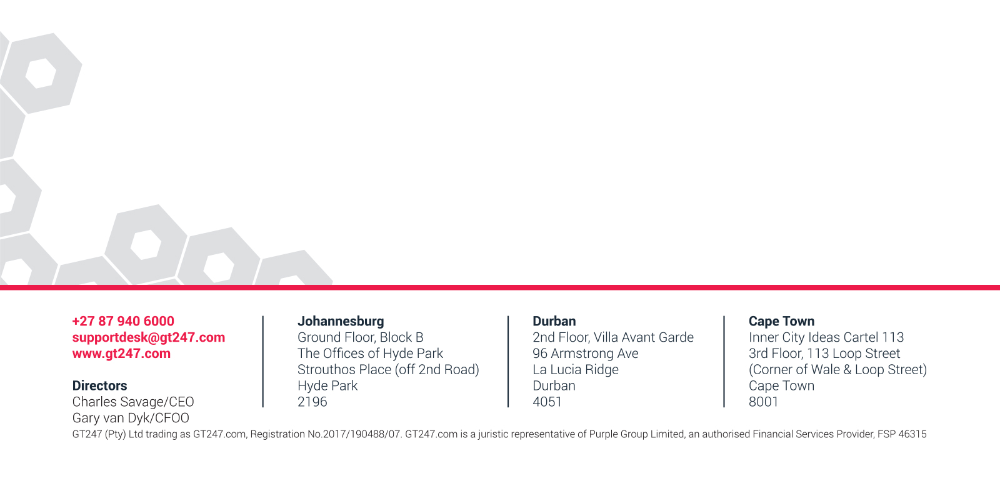 +27 87 940 6000
supportdesk@gt247.com
www.gt247.com
Directors
Charles Savage/CEO
Gary van Dyk/CFOO
Johannesburg
Ground Floor, Block B
The Offices of Hyde Park
Strouthos Place (off 2nd Road)
Hyde Park
2196
Durban
2nd Floor, Villa Avant Garde
96 Armstrong Ave
La Lucia Ridge
Durban
4051
Cape Town
Inner City Ideas Cartel 113
3rd Floor, 113 Loop Street
(Corner of Wale & Loop Street)
Cape Town
8001
GT247 (Pty) Ltd trading as GT247.com, Registration No.2017/190488/07. GT247.com is a juristic representative of Purple Group Limited, an authorised Financial Services Provider, FSP 46315